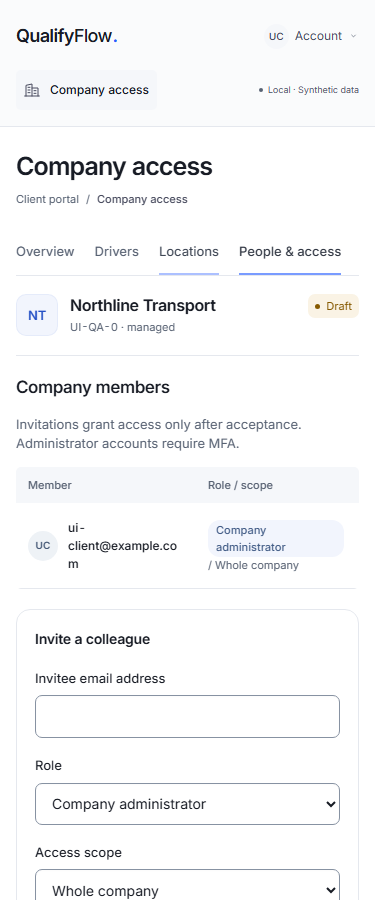 QualifyFlow.
UC Account
Company access
Local · Synthetic data
Company access
Client portal / Company access
Overview Drivers Locations People & access
NT
Northline Transport
UI-QA-0 · managed
Draft
Company members
Invitations grant access only after acceptance.
Administrator accounts require MFA.
Member Role / scope
UC
ui-
client@example.co
m
Company
administrator
/ Whole company
Invite a colleague
Invitee email address
Role
Company administrator
Access scope
Whole company